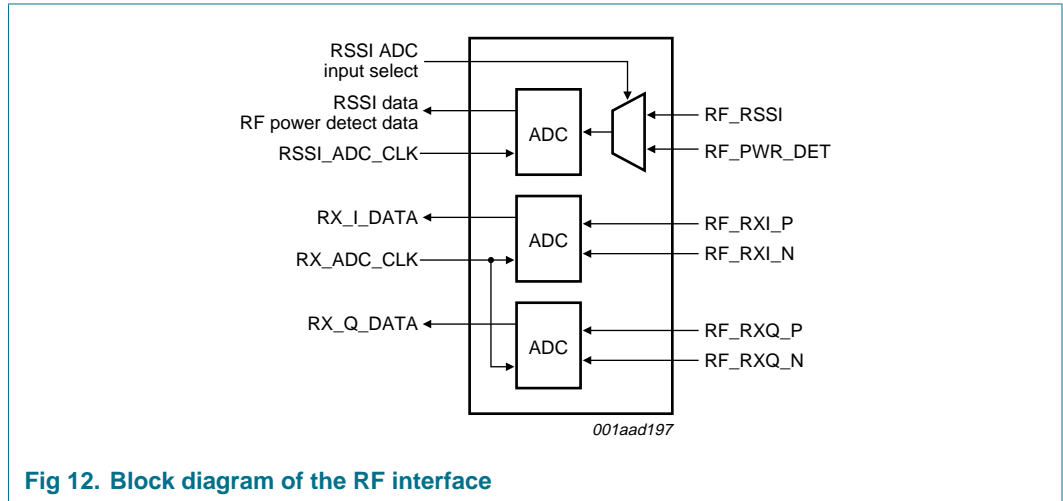 RSSI ADC
input select
RSSI data
RF power detect data
RSSI_ADC_CLK
ADC
RF_RSSI
RF_PWR_DET
RX_I_DATA
RX_ADC_CLK
ADC
RF_RXI_P
RF_RXI_N
RX_Q_DATA
ADC
RF_RXQ_P
RF_RXQ_N
001aad197
Fig 12. Block diagram of the RF interface